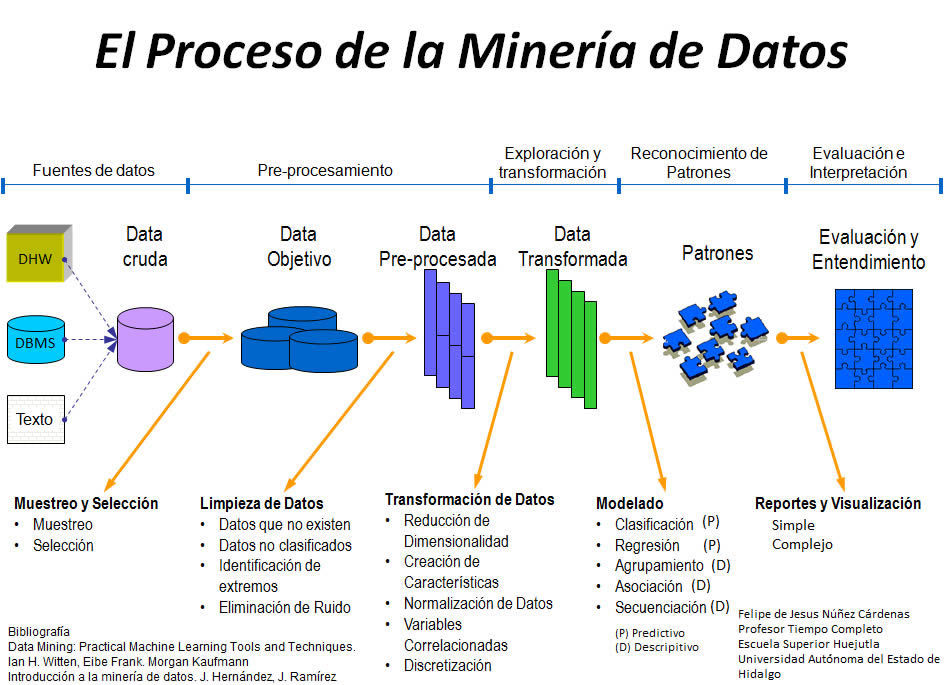 El Proceso de la Minería de Datos
Fuentes de datos
Pre-procesamiento
Exploración y
transformación
Reconocimiento de
Patrones
Evaluación e
Interpretación
DHW
DBMS
Texto
Data
cruda
Data
Objetivo
Data
Pre-procesada
Data
Transformada
Patrones
Evaluación y
Entendimiento
Muestreo y Selección
• Muestreo
• Selección
Limpieza de Datos
• Datos que no existen
• Datos no clasificados
• Identificación de
extremos
• Eliminación de Ruido
Transformación de Datos
• Reducción de
Dimensionalidad
• Creación de
Características
• Normalización de Datos
• Variables
Correlacionadas
• Discretización
Modelado
• Clasificación (P)
• Regresión (P)
• Agrupamiento (D)
• Asociación (D)
• Secuenciación (D)
(P) Predictivo
(D) Descripitivo
Reportes y Visualización
Simple
Complejo
Bibliografía
Data Mining: Practical Machine Learning Tools and Techniques.
Ian H. Witten, Eibe Frank. Morgan Kaufmann
Introducción a la minería de datos. J. Hernández, J. Ramírez
Felipe de Jesus Núñez Cárdenas
Profesor Tiempo Completo
Escuela Superior Huejutla
Universidad Autónoma del Estado de
Hidalgo